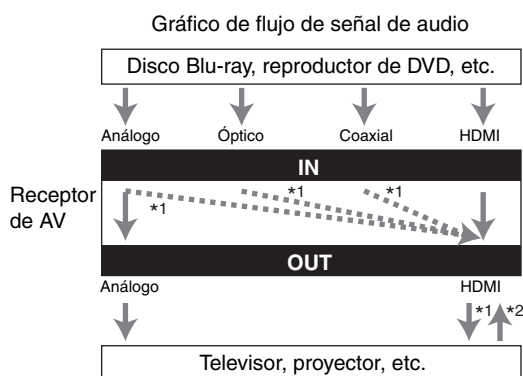 Gráfico de flujo de señal de audio
Disco Blu-ray, reproductor de DVD, etc.
Análogo Óptico Coaxial HDMI
IN
*1 *1 *1
Receptor
de AV
OUT
Análogo HDMI
*1 *2
Televisor, proyector, etc.